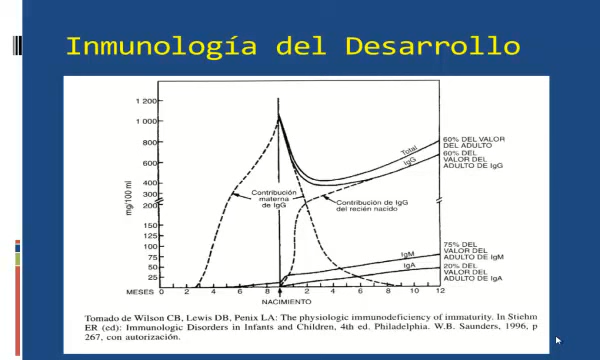 Inmunología del Desarrollo
1 200
1 000
800
600
400
300
200
150
125
100
75
50
25
mg/100 ml
Contribución
materna
de IgG
Contribución de IgG
del recién nacido
Total
IgG
IgM
IgA
60% DEL VALOR
DEL ADULTO
60% DEL
VALOR DEL
ADULTO DE IgG
75% DEL
VALOR DEL
ADULTO DE IgM
20% DEL
VALOR DEL
ADULTO DE IgA
MESES 0 2 4 6 8 2 4 6 8 10 12
NACIMIENTO
Tomado de Wilson CB, Lewis DB, Penix LA: The physiologic immunodeficiency of immaturity. In Stiehm
ER (ed): Immunologic Disorders in Infants and Children, 4th ed. Philadelphia. W.B. Saunders, 1996, p
267, con autorización.